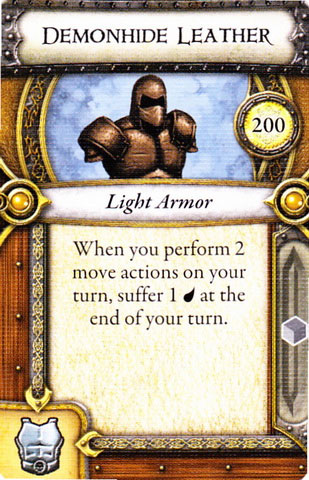 DEMONHIDE LEATHER
200
Light Armor
When you perform 2
move actions on your
turn, suffer 1 at the
end of your turn.